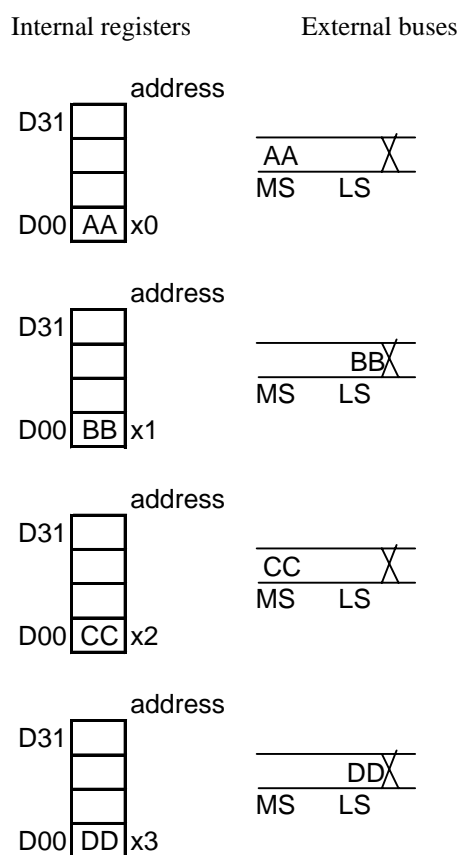 Internal registers External buses
address
D31
AA
MS LS
D00 AA x0
address
D31
BB
MS LS
D00 BB x1
address
D31
CC
MS LS
D00 CC x2
address
D31
DD
MS LS
D00 DD x3